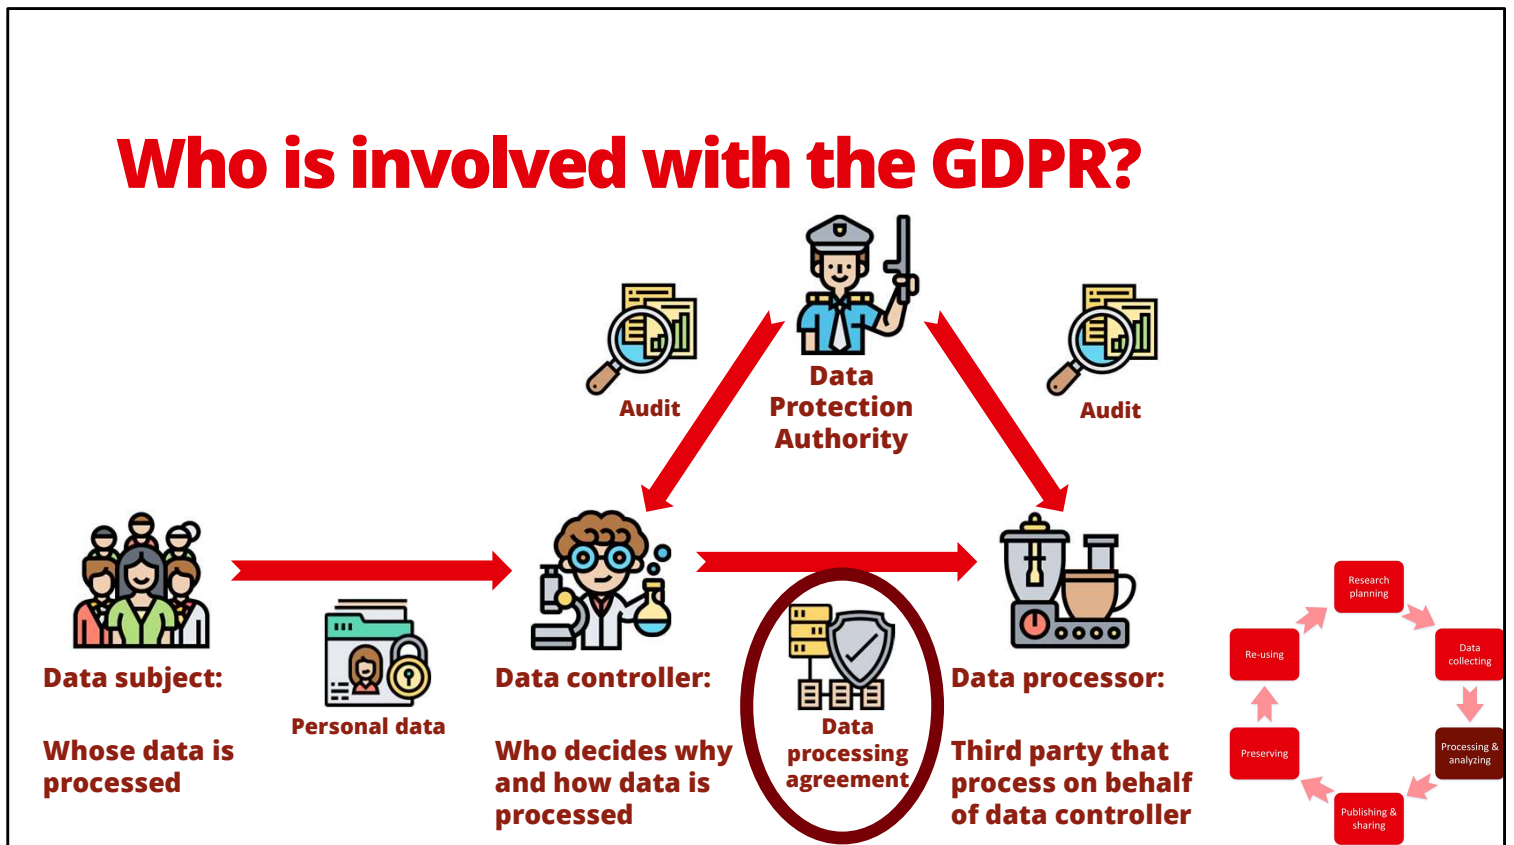 Who is involved with the GDPR?
Data
Protection
Authority
Audit
Audit
Data subject:
Whose data is
processed
Personal data
Data controller:
Who decides why
and how data is
processed
Data
processing
agreement
Data processor:
Third party that
process on behalf
of data controller
Research
planning
Data
collecting
Processing &
analyzing
Publishing &
sharing
Preserving
Re-using